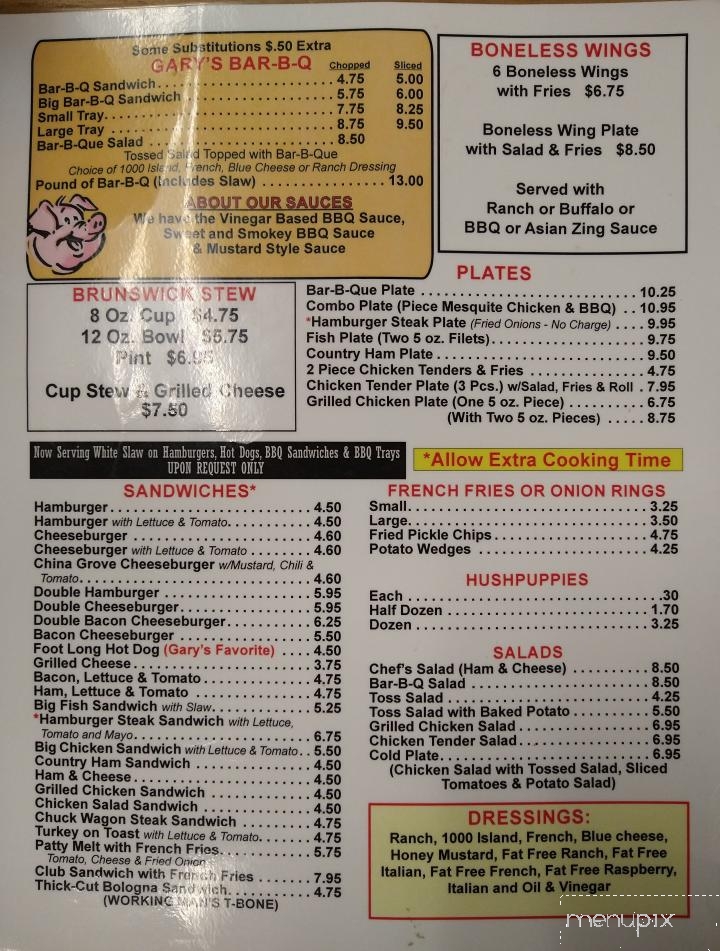 Some Substitutions $.50 Extra
GARY'S BAR-B-Q Chopped Sliced
Bar-B-Q Sandwich 4.75 5.00
Big Bar-B-Q Sandwich 5.75 6.00
Small Tray 7.75 8.25
Large Tray 8.75 9.50
Bar-B-Que Salad 8.50
Tossed Salad Topped with Bar-B-Que
Choice of 1000 Island, French, Blue Cheese or Ranch Dressing
Pound of Bar-B-Q (Includes Slaw) 13.00
ABOUT OUR SAUCES
We have the Vinegar Based BBQ Sauce,
Sweet and Smokey BBQ Sauce
& Mustard Style Sauce
BONELESS WINGS
6 Boneless Wings
with Fries $6.75
Boneless Wing Plate
with Salad & Fries $8.50
Served with
Ranch or Buffalo or
BBQ or Asian Zing Sauce
BRUNSWICK STEW
8 Oz. Cup $4.75
12 Oz. Bowl $5.75
Pint $6.95
Cup Stew & Grilled Cheese
$7.50
PLATES
Bar-B-Que Plate 10.25
Combo Plate (Piece Mesquite Chicken & BBQ) 10.95
*Hamburger Steak Plate (Fried Onions - No Charge) 9.95
Fish Plate (Two 5 oz. Filets) 9.75
Country Ham Plate 9.50
2 Piece Chicken Tenders & Fries 4.75
Chicken Tender Plate (3 Pcs.) w/Salad, Fries & Roll 7.95
Grilled Chicken Plate (One 5 oz. Piece) 6.75
(With Two 5 oz. Pieces) 8.75
Now Serving White Slaw on Hamburgers, Hot Dogs, BBQ Sandwiches & BBQ Trays
UPON REQUEST ONLY
*Allow Extra Cooking Time
SANDWICHES*
Hamburger 4.50
Hamburger with Lettuce & Tomato 4.50
Cheeseburger 4.60
Cheeseburger with Lettuce & Tomato 4.60
China Grove Cheeseburger w/Mustard, Chili &
Tomato 4.60
Double Hamburger 5.95
Double Cheeseburger 5.95
Double Bacon Cheeseburger 6.25
Bacon Cheeseburger 5.50
Foot Long Hot Dog (Gary's Favorite) 4.50
Grilled Cheese 3.75
Bacon, Lettuce & Tomato 4.75
Ham, Lettuce & Tomato 4.75
Big Fish Sandwich with Slaw 5.25
*Hamburger Steak Sandwich with Lettuce,
Tomato and Mayo 6.75
Big Chicken Sandwich with Lettuce & Tomato 5.50
Country Ham Sandwich 4.50
Ham & Cheese 4.50
Grilled Chicken Sandwich 4.50
Chicken Salad Sandwich 4.50
Chuck Wagon Steak Sandwich 4.75
Turkey on Toast with Lettuce & Tomato 4.75
Patty Melt with French Fries 5.75
Tomato, Cheese & Fried Onion
Club Sandwich with French Fries 7.95
Thick-Cut Bologna Sandwich 4.75
(WORKING MAN'S T-BONE)
FRENCH FRIES OR ONION RINGS
Small 3.25
Large 3.50
Fried Pickle Chips 4.75
Potato Wedges 4.25
HUSHPUPPIES
Each .30
Half Dozen 1.70
Dozen 3.25
SALADS
Chef's Salad (Ham & Cheese) 8.50
Bar-B-Q Salad 8.50
Toss Salad 4.25
Toss Salad with Baked Potato 5.50
Grilled Chicken Salad 6.95
Chicken Tender Salad 6.95
Cold Plate 6.95
(Chicken Salad with Tossed Salad, Sliced
Tomatoes & Potato Salad)
DRESSINGS:
Ranch, 1000 Island, French, Blue cheese,
Honey Mustard, Fat Free Ranch, Fat Free
Italian, Fat Free French, Fat Free Raspberry,
Italian and Oil & Vinegar
menupix